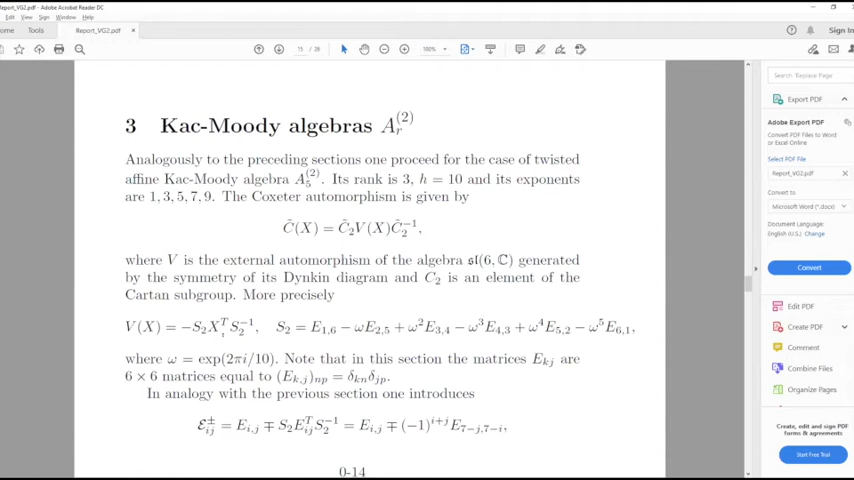 Report_VG2.pdf - Adobe Acrobat Reader DC
Edit View Sign Window Help
Home Tools Report_VG2.pdf × Sign In
15 / 28 100%
3 Kac-Moody algebras A_r^{(2)}
Analogously to the preceding sections one proceed for the case of twisted
affine Kac-Moody algebra A_5^{(2)}. Its rank is 3, h = 10 and its exponents
are 1, 3, 5, 7, 9. The Coxeter automorphism is given by
C̃(X) = C̃_2 V(X) C̃_2^{-1},
where V is the external automorphism of the algebra 𝔰𝔩(6, ℂ) generated
by the symmetry of its Dynkin diagram and C_2 is an element of the
Cartan subgroup. More precisely
V(X) = −S_2 X^T S_2^{-1}, S_2 = E_{1,6} − ωE_{2,5} + ω^2 E_{3,4} − ω^3 E_{4,3} + ω^4 E_{5,2} − ω^5 E_{6,1},
where ω = exp(2πi/10). Note that in this section the matrices E_{kj} are
6 × 6 matrices equal to (E_{k,j})_{np} = δ_{kn}δ_{jp}.
In analogy with the previous section one introduces
ℰ_{ij}^± = E_{i,j} ∓ S_2 E_{ij}^T S_2^{-1} = E_{i,j} ∓ (−1)^{i+j} E_{7−j,7−i},
0-14
Search 'Replace Page'
Export PDF
Adobe Export PDF
Convert PDF Files to Word
or Excel Online
Select PDF File
Report_VG2.pdf ×
Convert to
Microsoft Word (*.docx)
Document Language:
English (U.S.) Change
Convert
Edit PDF
Create PDF
Comment
Combine Files
Organize Pages
Create, edit and sign PDF
forms & agreements
Start Free Trial